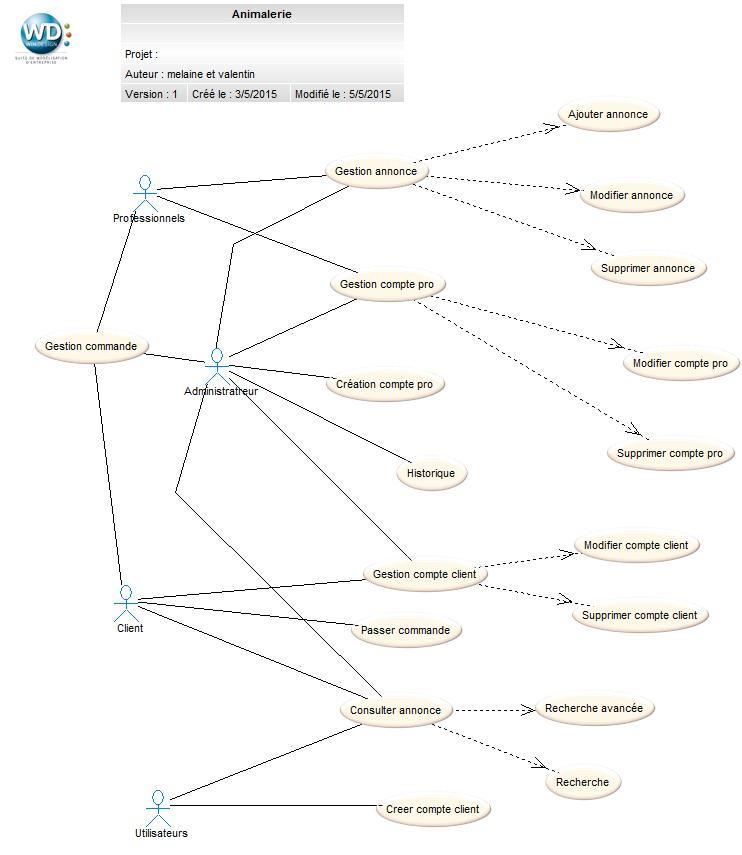 Animalerie
WD
WINDESIGN
SUITE DE MODÉLISATION
D'ENTREPRISE
Projet :
Auteur : melaine et valentin
Version : 1 Créé le : 3/5/2015 Modifié le : 5/5/2015
Ajouter annonce
Gestion annonce
Modifier annonce
Professionnels
Supprimer annonce
Gestion compte pro
Gestion commande
Modifier compte pro
Administratreur
Création compte pro
Supprimer compte pro
Historique
Modifier compte client
Gestion compte client
Supprimer compte client
Client
Passer commande
Consulter annonce
Recherche avancée
Recherche
Creer compte client
Utilisateurs